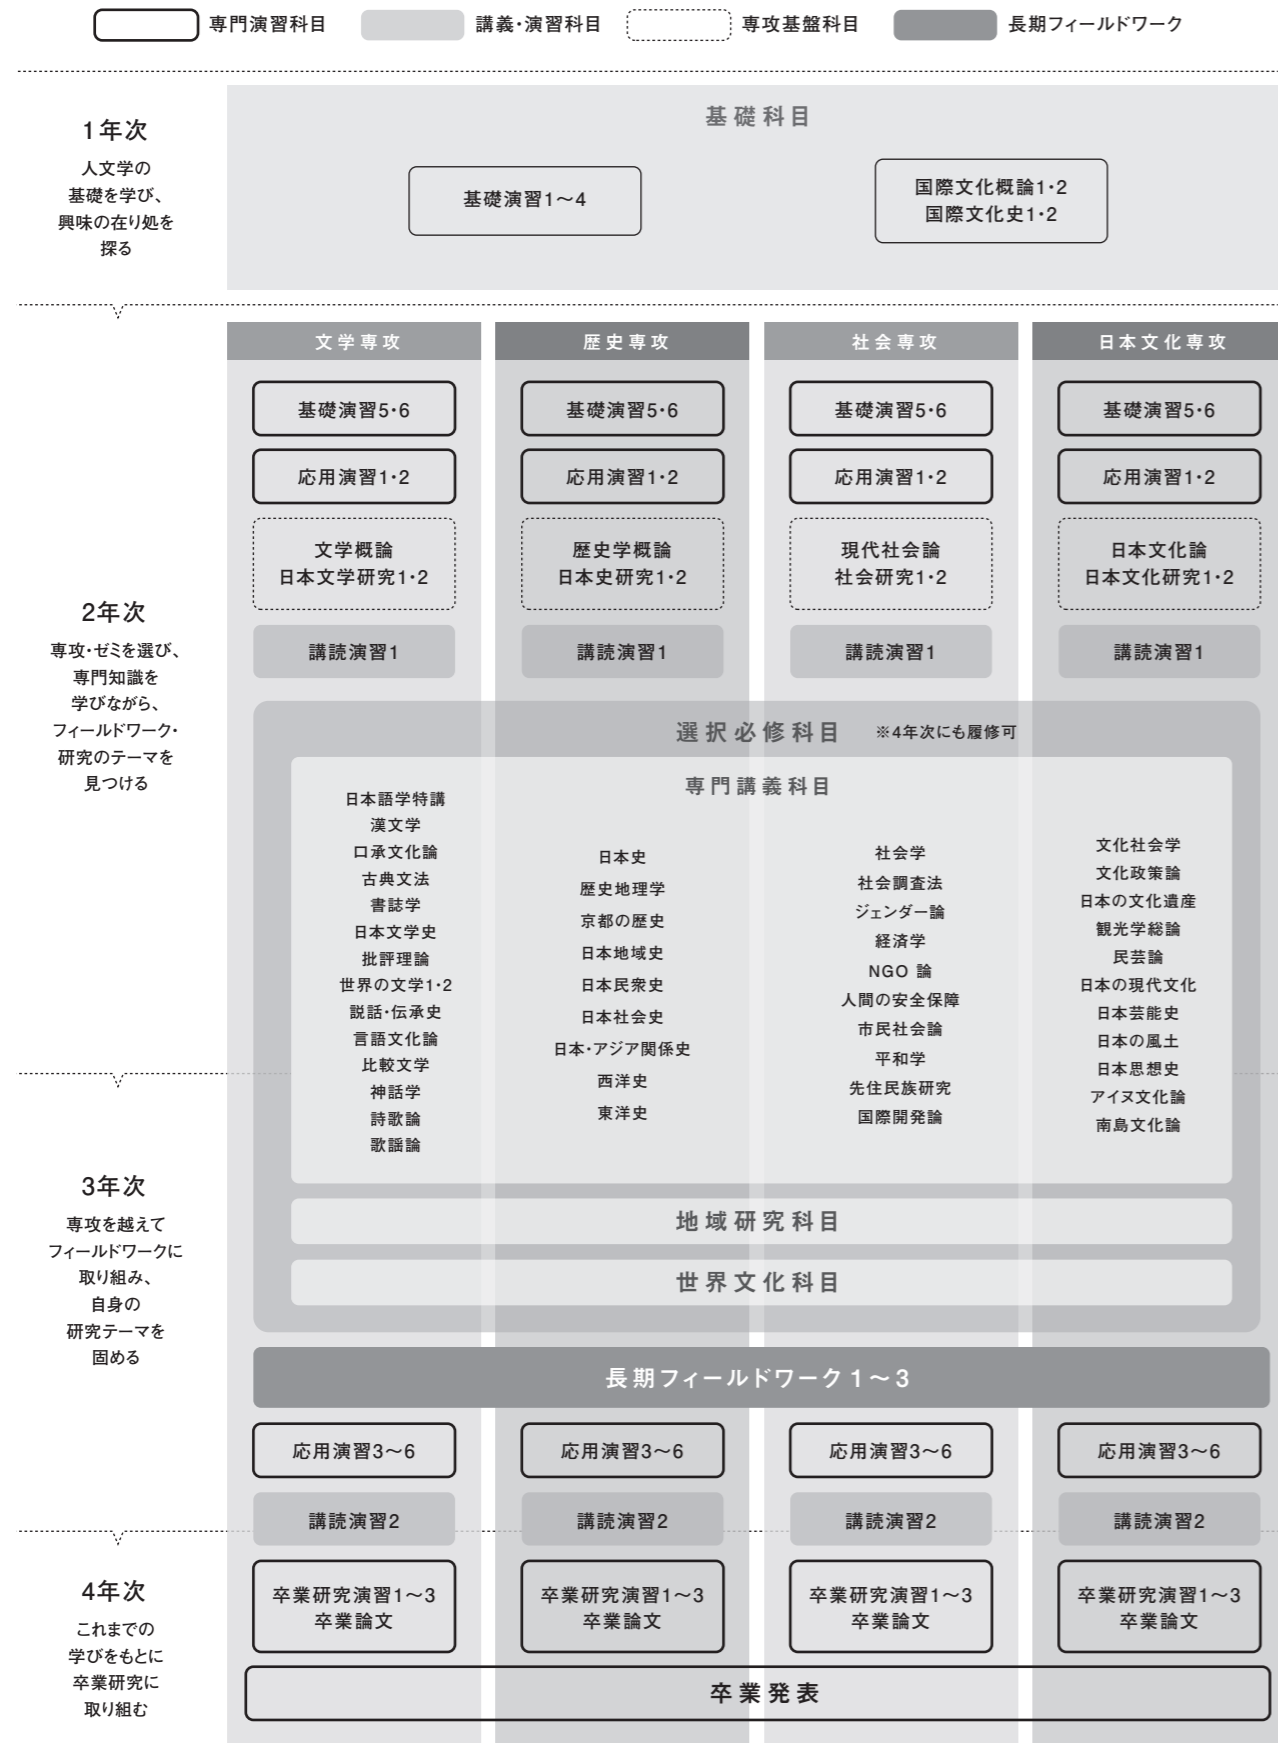 専門演習科目
講義・演習科目
専攻基盤科目
長期フィールドワーク
1年次
人文学の
基礎を学び、
興味の在り処を
探る
基礎科目
基礎演習1〜4
国際文化概論1・2
国際文化史1・2
2年次
専攻・ゼミを選び、
専門知識を
学びながら、
フィールドワーク・
研究のテーマを
見つける
文学専攻
歴史専攻
社会専攻
日本文化専攻
基礎演習5・6
基礎演習5・6
基礎演習5・6
基礎演習5・6
応用演習1・2
応用演習1・2
応用演習1・2
応用演習1・2
文学概論
日本文学研究1・2
歴史学概論
日本史研究1・2
現代社会論
社会研究1・2
日本文化論
日本文化研究1・2
講読演習1
講読演習1
講読演習1
講読演習1
選択必修科目
※4年次にも履修可
専門講義科目
日本語学特講
漢文学
口承文化論
古典文法
書誌学
日本文学史
批評理論
世界の文学1・2
説話・伝承史
言語文化論
比較文学
神話学
詩歌論
歌謡論
日本史
歴史地理学
京都の歴史
日本地域史
日本民衆史
日本社会史
日本・アジア関係史
西洋史
東洋史
社会学
社会調査法
ジェンダー論
経済学
NGO 論
人間の安全保障
市民社会論
平和学
先住民族研究
国際開発論
文化社会学
文化政策論
日本の文化遺産
観光学総論
民芸論
日本の現代文化
日本芸能史
日本の風土
日本思想史
アイヌ文化論
南島文化論
3年次
専攻を越えて
フィールドワークに
取り組み、
自身の
研究テーマを
固める
地域研究科目
世界文化科目
長期フィールドワーク 1〜3
応用演習3〜6
応用演習3〜6
応用演習3〜6
応用演習3〜6
講読演習2
講読演習2
講読演習2
講読演習2
4年次
これまでの
学びをもとに
卒業研究に
取り組む
卒業研究演習1〜3
卒業論文
卒業研究演習1〜3
卒業論文
卒業研究演習1〜3
卒業論文
卒業研究演習1〜3
卒業論文
卒業発表